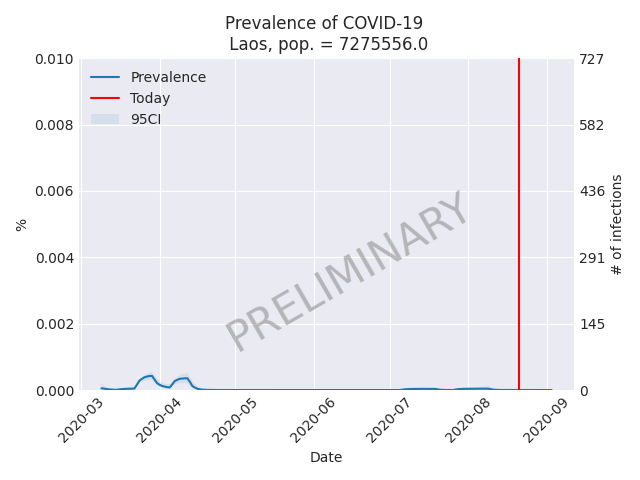 Prevalence of COVID-19
Laos, pop. = 7275556.0
0.010
0.008
0.006
0.004
0.002
0.000
%
Prevalence
Today
95CI
PRELIMINARY
727
582
436
291
145
0
# of infections
2020-03
2020-04
2020-05
2020-06
2020-07
2020-08
2020-09
Date